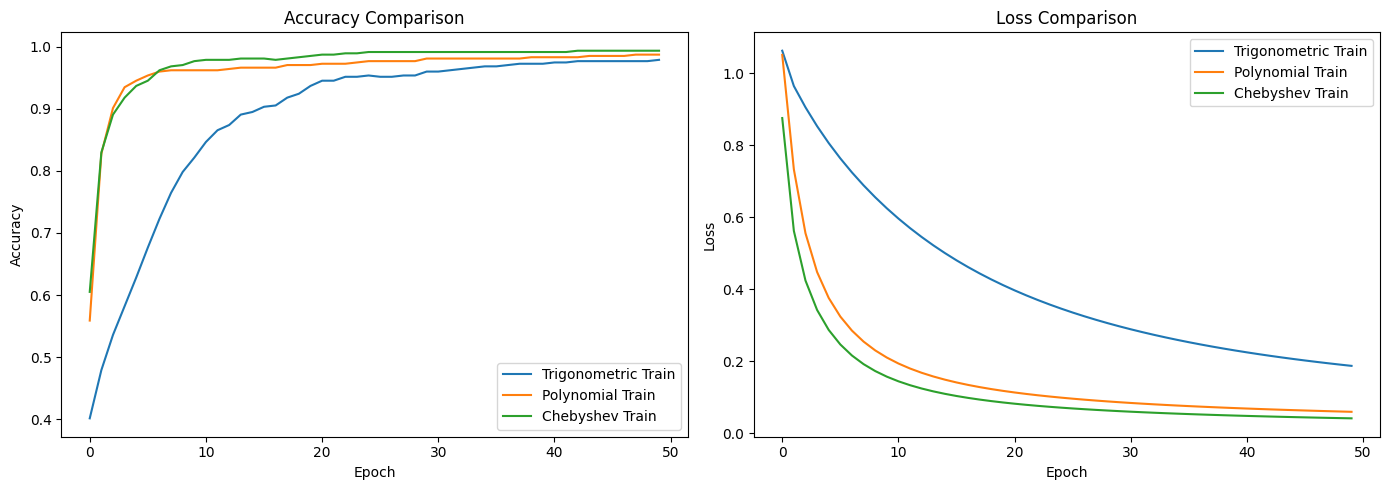 Accuracy Comparison
1.0
0.9
0.8
0.7
0.6
0.5
0.4
Accuracy
0 10 20 30 40 50
Epoch
Trigonometric Train
Polynomial Train
Chebyshev Train
Loss Comparison
1.0
0.8
0.6
0.4
0.2
0.0
Loss
0 10 20 30 40 50
Epoch
Trigonometric Train
Polynomial Train
Chebyshev Train